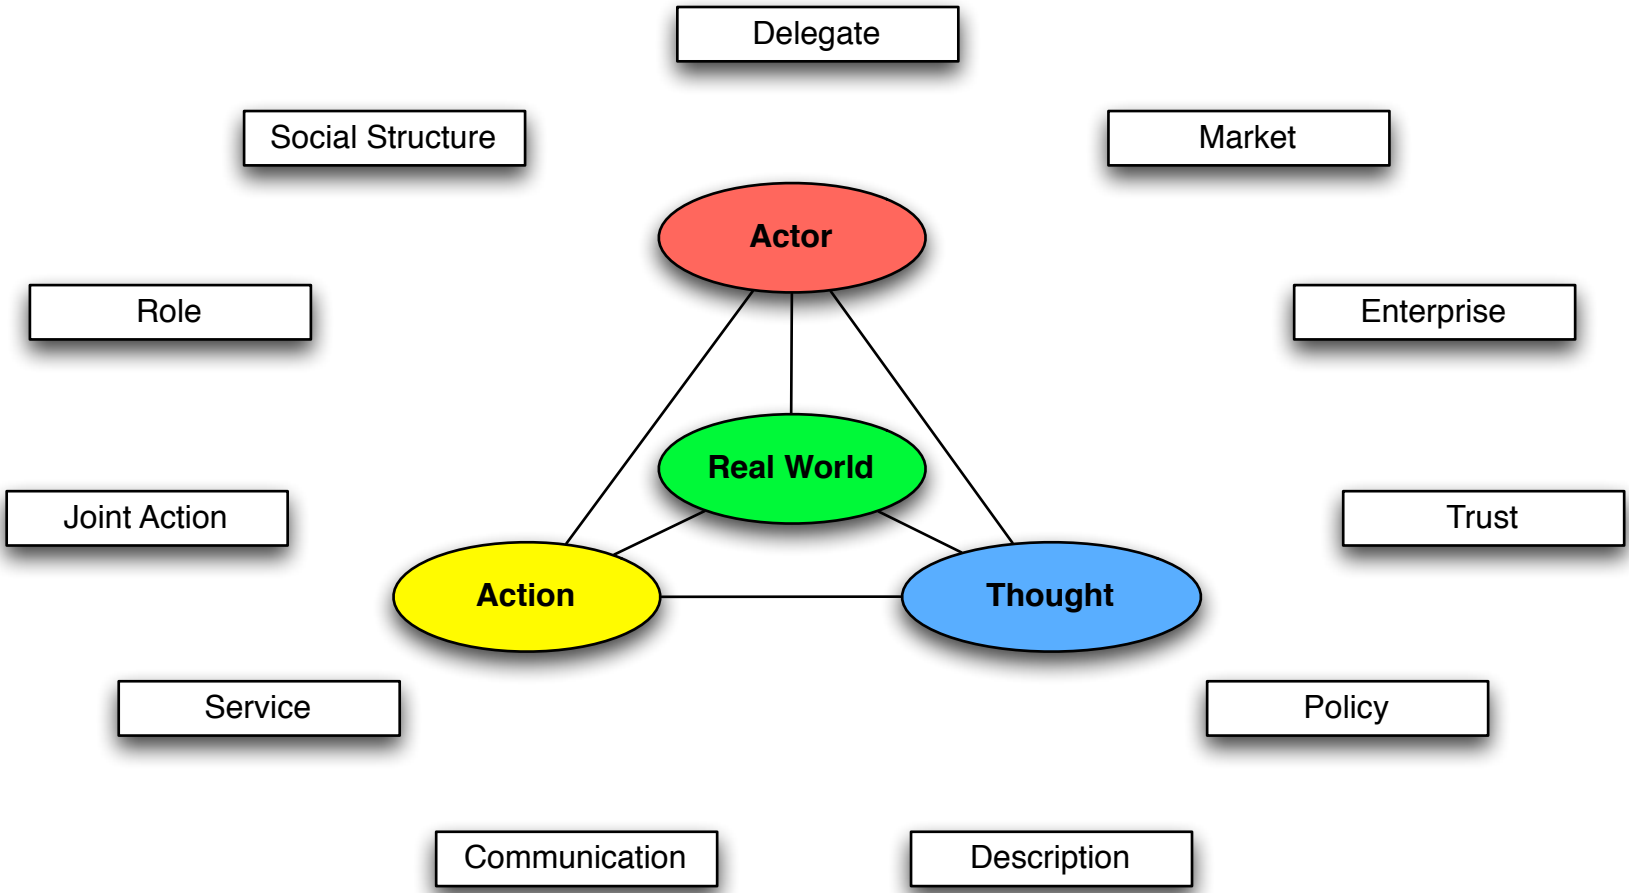 Delegate
Social Structure
Market
Actor
Role
Enterprise
Real World
Joint Action
Trust
Action
Thought
Service
Policy
Communication
Description